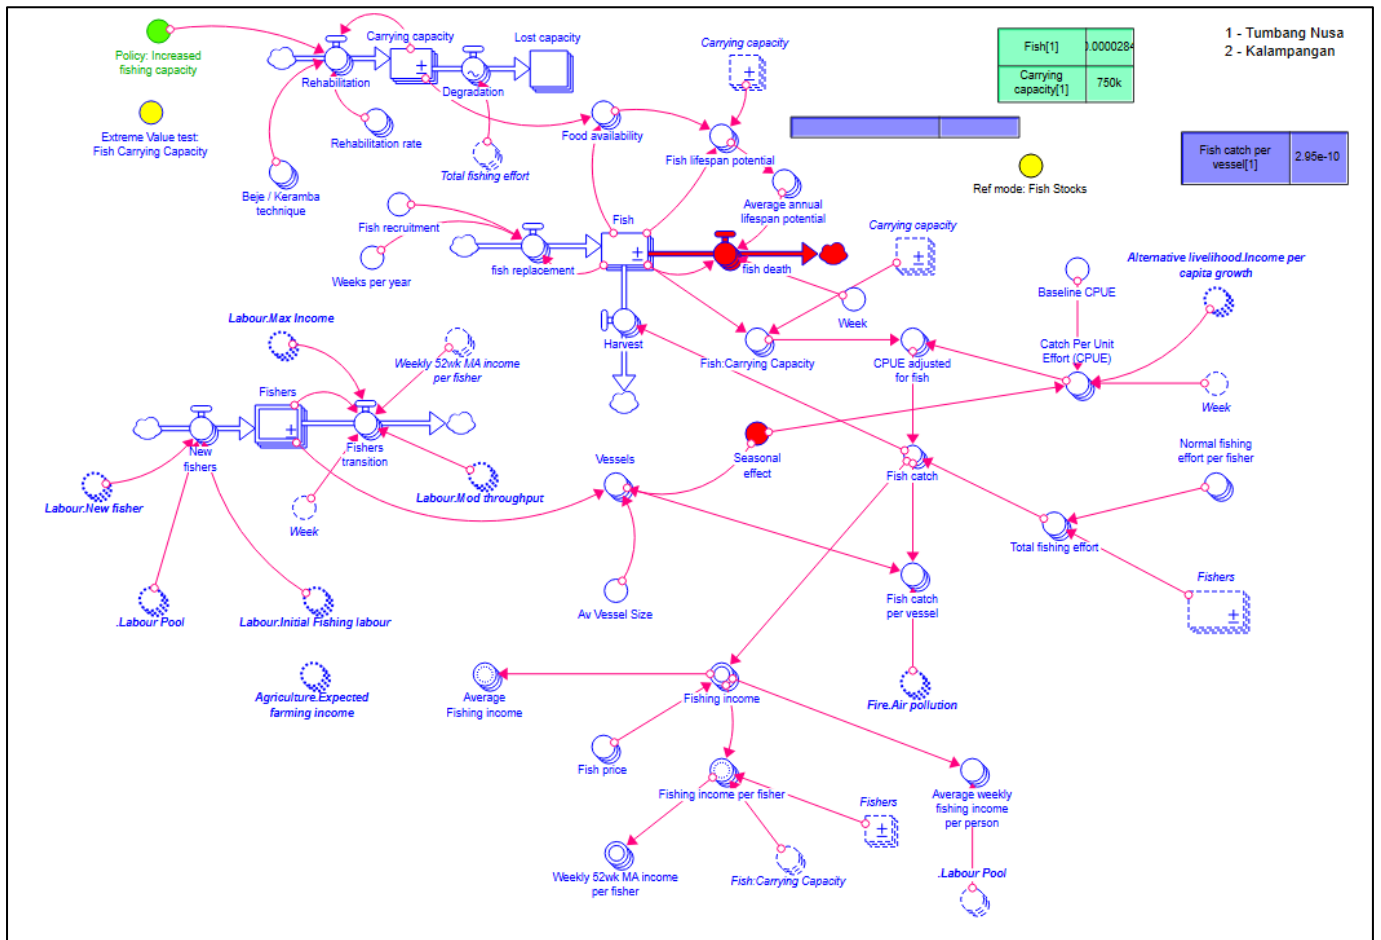 1 - Tumbang Nusa
2 - Kalampangan
Policy: Increased
fishing capacity
Rehabilitation
Carrying capacity
Degradation
Lost capacity
Carrying capacity
Fish[1]
0.0000284
Carrying
capacity[1]
750k
Extreme Value test:
Fish Carrying Capacity
Rehabilitation rate
Total fishing effort
Food availability
Fish lifespan potential
Ref mode: Fish Stocks
Fish catch per
vessel[1]
2.95e-10
Beje / Keramba
technique
Average annual
lifespan potential
Fish recruitment
Fish
Carrying capacity
Weeks per year
fish replacement
fish death
Week
Alternative livelihood.Income per
capita growth
Baseline CPUE
Labour.Max Income
Harvest
Weekly 52wk MA income
per fisher
Fish:Carrying Capacity
CPUE adjusted
for fish
Catch Per Unit
Effort (CPUE)
Week
Fishers
New
fishers
Fishers
transition
Seasonal
effect
Vessels
Fish catch
Normal fishing
effort per fisher
Labour.New fisher
Week
Labour.Mod throughput
Total fishing effort
Fishers
.Labour Pool
Labour.Initial Fishing labour
Av Vessel Size
Fish catch
per vessel
Agriculture.Expected
farming income
Average
Fishing income
Fishing income
Fire.Air pollution
Fish price
Fishing income per fisher
Fishers
Average weekly
fishing income
per person
Weekly 52wk MA income
per fisher
Fish:Carrying Capacity
.Labour Pool